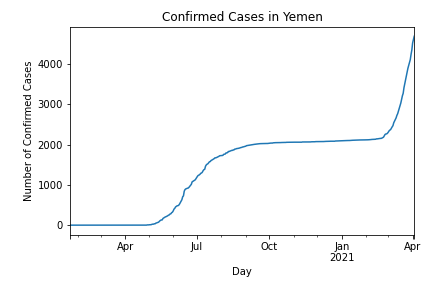 Confirmed Cases in Yemen
Number of Confirmed Cases
4000
3000
2000
1000
0
Apr
Jul
Oct
Jan
2021
Apr
Day